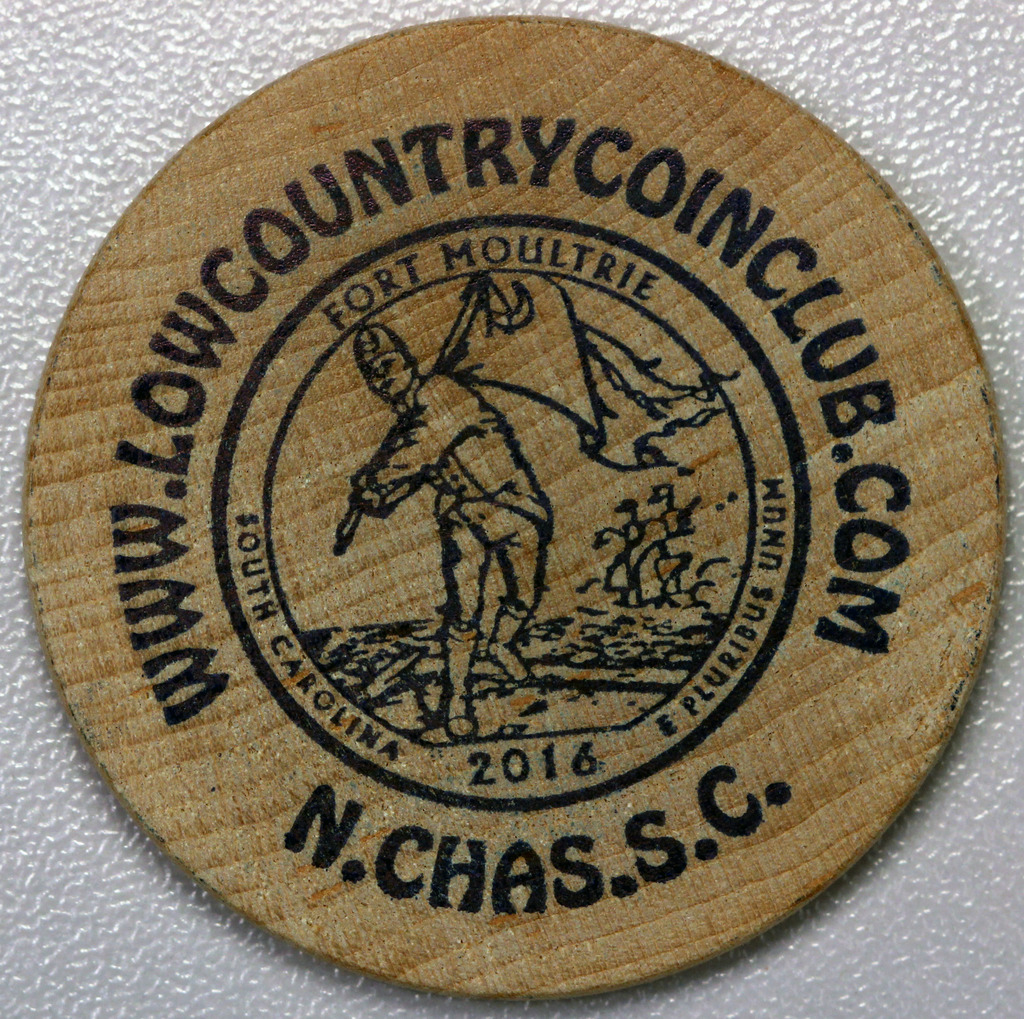 WWW.LOWCOUNTRYCOINCLUB.COM
FORT MOULTRIE
SOUTH CAROLINA
2016
E PLURIBUS UNUM
N.CHAS.S.C.